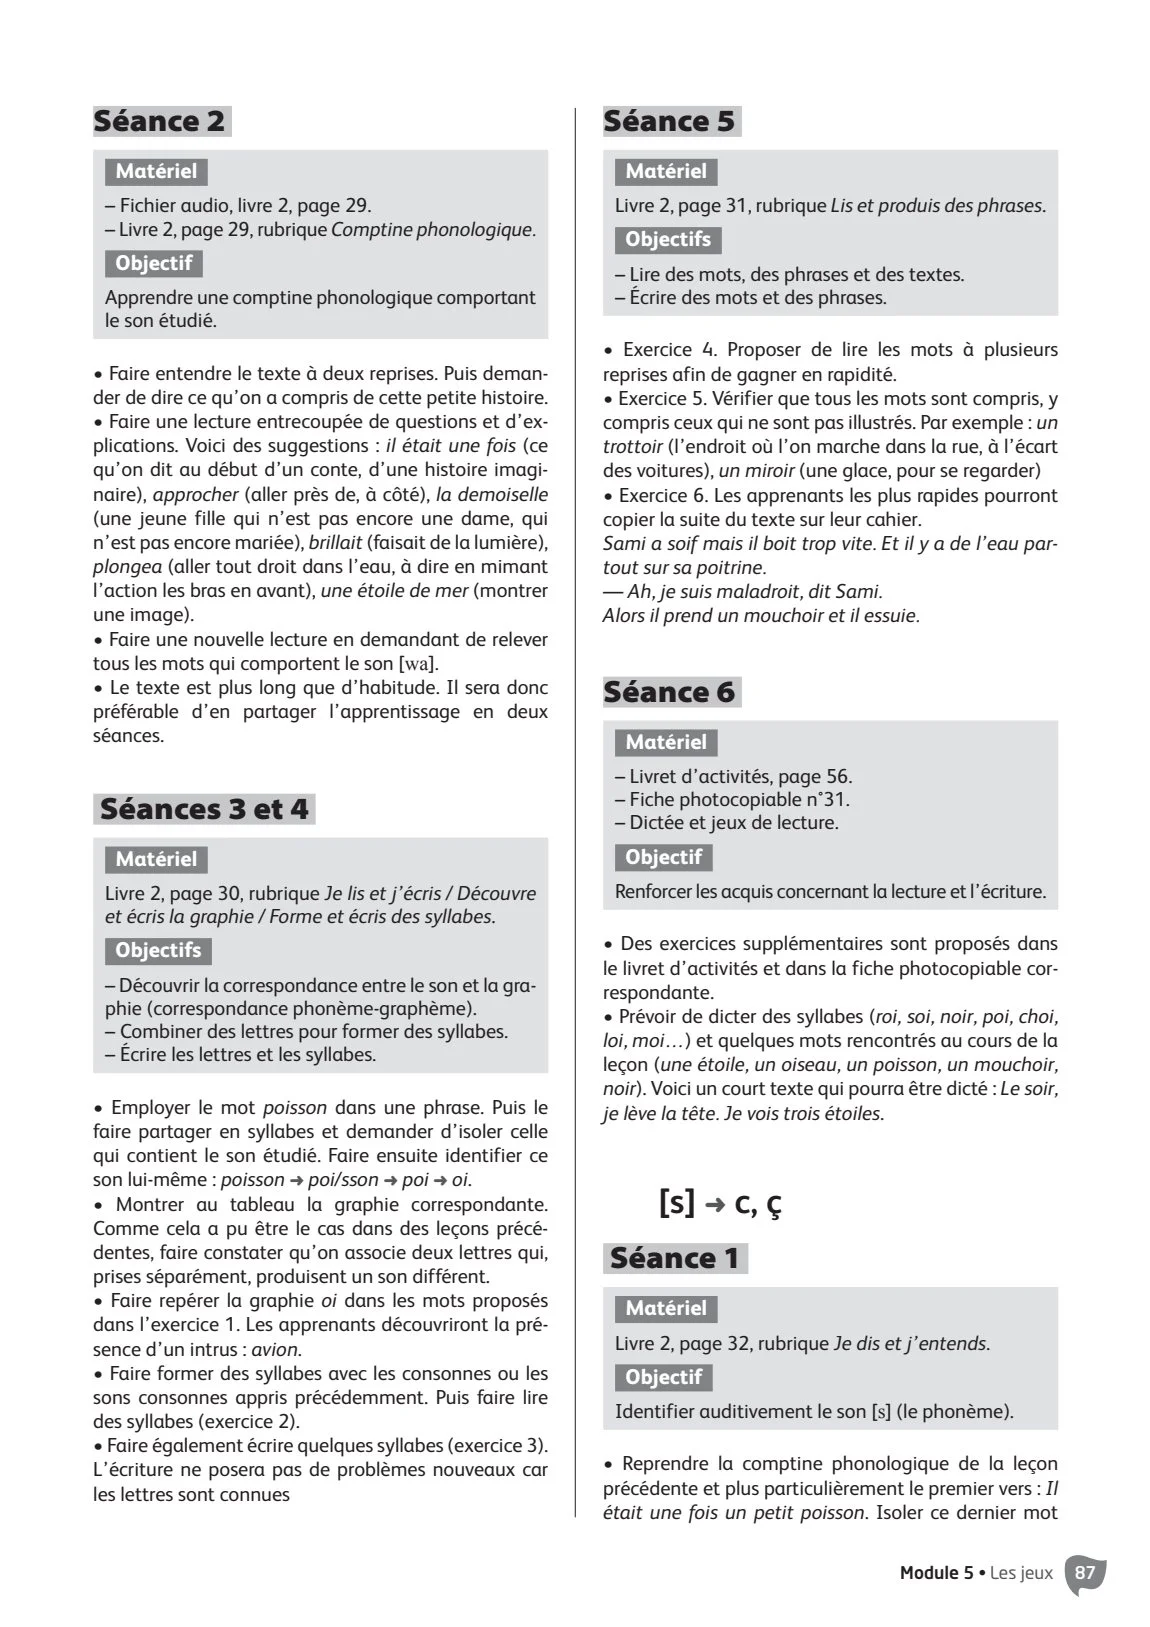 Séance 2
Matériel
– Fichier audio, livre 2, page 29.
– Livre 2, page 29, rubrique Comptine phonologique.
Objectif
Apprendre une comptine phonologique comportant
le son étudié.
• Faire entendre le texte à deux reprises. Puis deman-
der de dire ce qu’on a compris de cette petite histoire.
• Faire une lecture entrecoupée de questions et d’ex-
plications. Voici des suggestions : il était une fois (ce
qu’on dit au début d’un conte, d’une histoire imagi-
naire), approcher (aller près de, à côté), la demoiselle
(une jeune fille qui n’est pas encore une dame, qui
n’est pas encore mariée), brillait (faisait de la lumière),
plongea (aller tout droit dans l’eau, à dire en mimant
l’action les bras en avant), une étoile de mer (montrer
une image).
• Faire une nouvelle lecture en demandant de relever
tous les mots qui comportent le son [wa].
• Le texte est plus long que d’habitude. Il sera donc
préférable d’en partager l’apprentissage en deux
séances.
Séances 3 et 4
Matériel
Livre 2, page 30, rubrique Je lis et j’écris / Découvre
et écris la graphie / Forme et écris des syllabes.
Objectifs
– Découvrir la correspondance entre le son et la gra-
phie (correspondance phonème-graphème).
– Combiner des lettres pour former des syllabes.
– Écrire les lettres et les syllabes.
• Employer le mot poisson dans une phrase. Puis le
faire partager en syllabes et demander d’isoler celle
qui contient le son étudié. Faire ensuite identifier ce
son lui-même : poisson ➜ poi/sson ➜ poi ➜ oi.
• Montrer au tableau la graphie correspondante.
Comme cela a pu être le cas dans des leçons précé-
dentes, faire constater qu’on associe deux lettres qui,
prises séparément, produisent un son différent.
• Faire repérer la graphie oi dans les mots proposés
dans l’exercice 1. Les apprenants découvriront la pré-
sence d’un intrus : avion.
• Faire former des syllabes avec les consonnes ou les
sons consonnes appris précédemment. Puis faire lire
des syllabes (exercice 2).
• Faire également écrire quelques syllabes (exercice 3).
L’écriture ne posera pas de problèmes nouveaux car
les lettres sont connues
Séance 5
Matériel
Livre 2, page 31, rubrique Lis et produis des phrases.
Objectifs
– Lire des mots, des phrases et des textes.
– Écrire des mots et des phrases.
• Exercice 4. Proposer de lire les mots à plusieurs
reprises afin de gagner en rapidité.
• Exercice 5. Vérifier que tous les mots sont compris, y
compris ceux qui ne sont pas illustrés. Par exemple : un
trottoir (l’endroit où l’on marche dans la rue, à l’écart
des voitures), un miroir (une glace, pour se regarder)
• Exercice 6. Les apprenants les plus rapides pourront
copier la suite du texte sur leur cahier.
Sami a soif mais il boit trop vite. Et il y a de l’eau par-
tout sur sa poitrine.
— Ah, je suis maladroit, dit Sami.
Alors il prend un mouchoir et il essuie.
Séance 6
Matériel
– Livret d’activités, page 56.
– Fiche photocopiable n°31.
– Dictée et jeux de lecture.
Objectif
Renforcer les acquis concernant la lecture et l’écriture.
• Des exercices supplémentaires sont proposés dans
le livret d’activités et dans la fiche photocopiable cor-
respondante.
• Prévoir de dicter des syllabes (roi, soi, noir, poi, choi,
loi, moi…) et quelques mots rencontrés au cours de la
leçon (une étoile, un oiseau, un poisson, un mouchoir,
noir). Voici un court texte qui pourra être dicté : Le soir,
je lève la tête. Je vois trois étoiles.
[s] ➜ c, ç
Séance 1
Matériel
Livre 2, page 32, rubrique Je dis et j’entends.
Objectif
Identifier auditivement le son [s] (le phonème).
• Reprendre la comptine phonologique de la leçon
précédente et plus particulièrement le premier vers : Il
était une fois un petit poisson. Isoler ce dernier mot
Module 5 • Les jeux 87